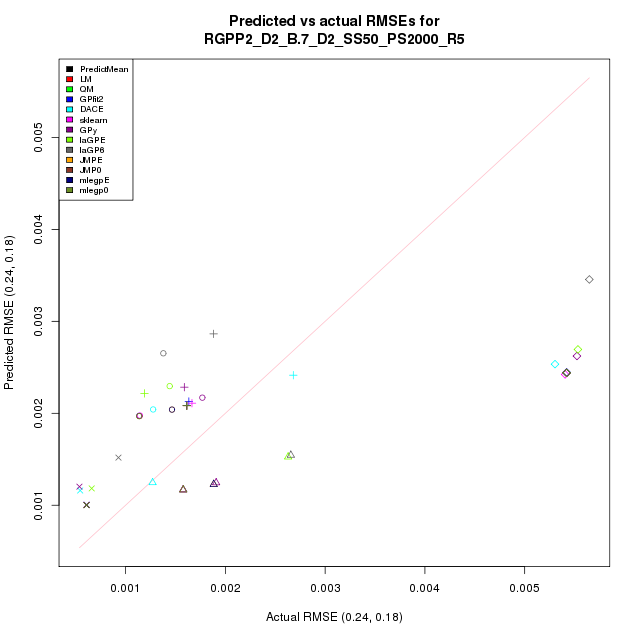 Predicted vs actual RMSEs for
RGPP2_D2_B.7_D2_SS50_PS2000_R5
PredictMean
LM
QM
GPfit2
DACE
sklearn
GPy
laGPE
laGP6
JMPE
JMP0
mlegpE
mlegp0
0.005
0.004
0.003
0.002
0.001
Predicted RMSE (0.24, 0.18)
0.001 0.002 0.003 0.004 0.005
Actual RMSE (0.24, 0.18)